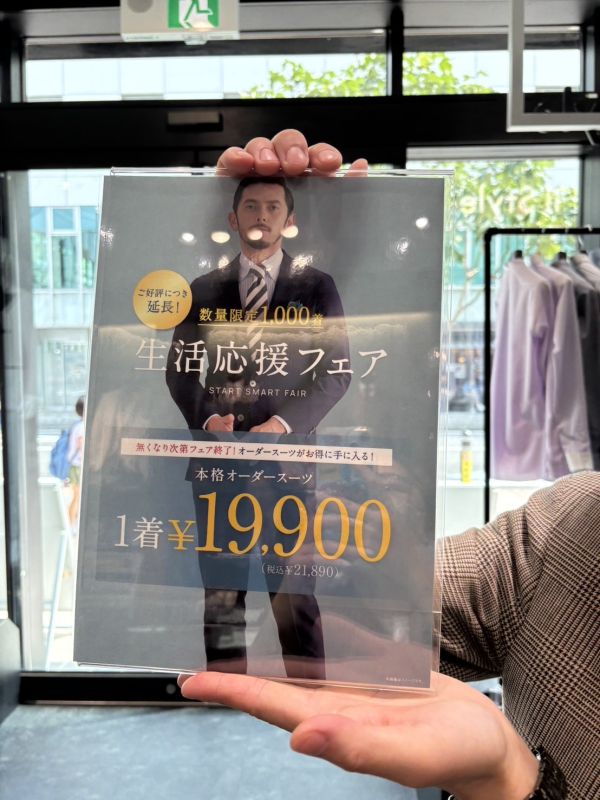 ご好評につき
延長!
数量限定1,000着
生活応援フェア
START SMART FAIR
無くなり次第フェア終了!オーダースーツがお得に手に入る!
本格オーダースーツ
1着¥19,900
(税込¥21,890)
Style